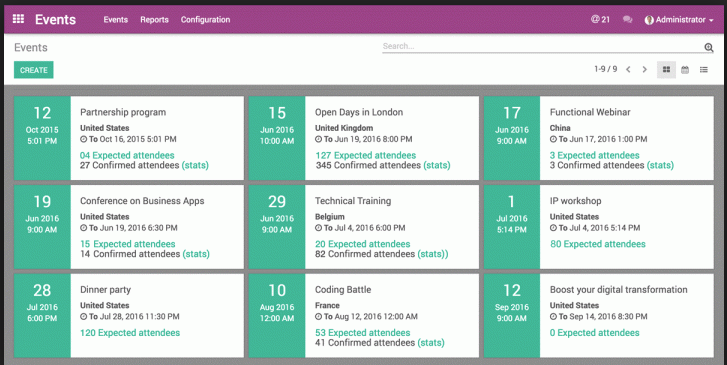 Events
Events Reports Configuration
@ 21
Administrator
Events
Search...
CREATE
1-9 / 9
12
Oct 2015
5:01 PM
Partnership program
United States
To Oct 16, 2015 5:01 PM
04 Expected attendees
27 Confirmed attendees (stats)
15
Jun 2016
10:00 AM
Open Days in London
United Kingdom
To Jun 19, 2016 8:00 PM
127 Expected attendees
345 Confirmed attendees (stats)
17
Jun 2016
9:00 AM
Functional Webinar
China
To Jun 17, 2016 1:00 PM
3 Expected attendees
3 Confirmed attendees (stats)
19
Jun 2016
9:00 AM
Conference on Business Apps
United States
To Jun 19, 2016 6:30 PM
15 Expected attendees
14 Confirmed attendees (stats)
29
Jun 2016
9:00 AM
Technical Training
Belgium
To Jul 4, 2016 6:00 PM
20 Expected attendees
82 Confirmed attendees (stats))
1
Jul 2016
5:14 PM
IP workshop
United States
To Jul 4, 2016 5:14 PM
80 Expected attendees
28
Jul 2016
6:00 PM
Dinner party
United States
To Jul 28, 2016 11:30 PM
120 Expected attendees
10
Aug 2016
12:00 AM
Coding Battle
France
To Aug 12, 2016 12:00 AM
53 Expected attendees
41 Confirmed attendees (stats)
12
Sep 2016
9:00 AM
Boost your digital transformation
United States
To Sep 14, 2016 8:30 PM
0 Expected attendees